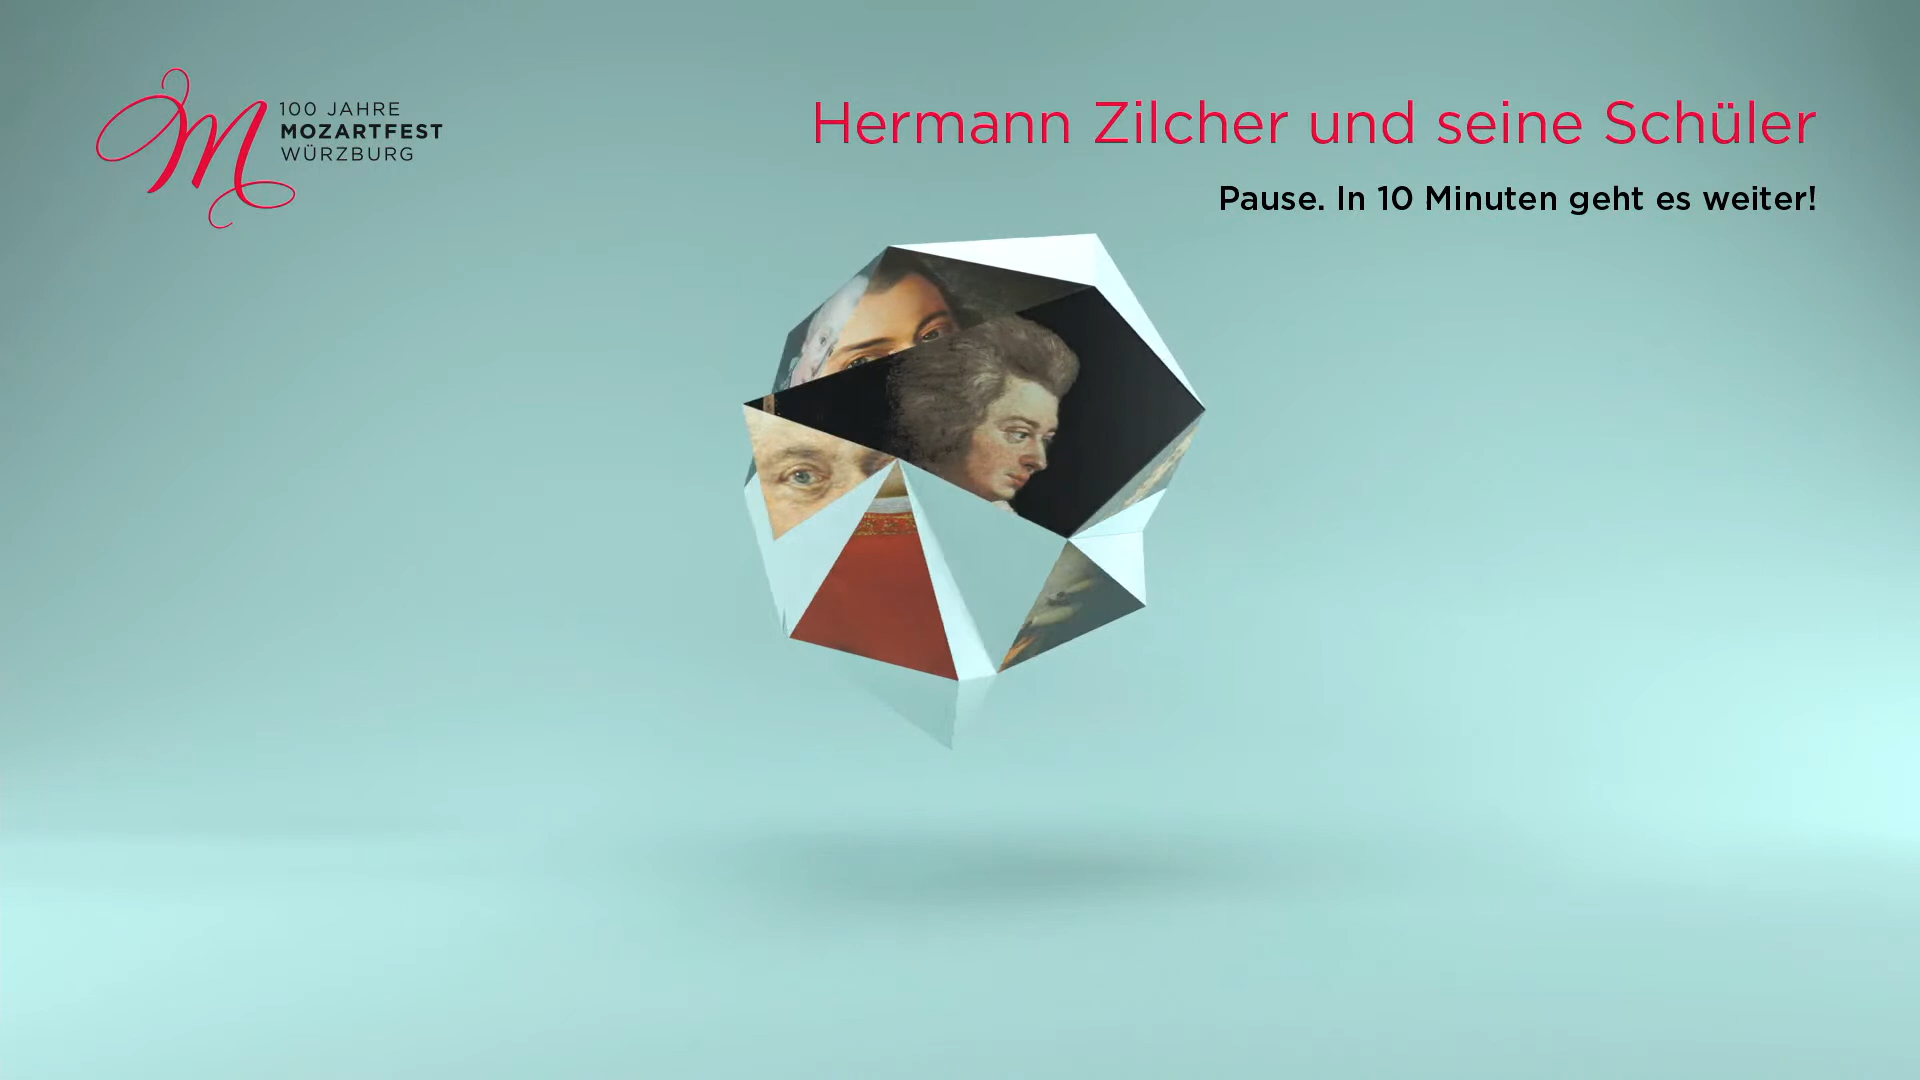 100 JAHRE
MOZARTFEST
WÜRZBURG
Hermann Zilcher und seine Schüler
Pause. In 10 Minuten geht es weiter!